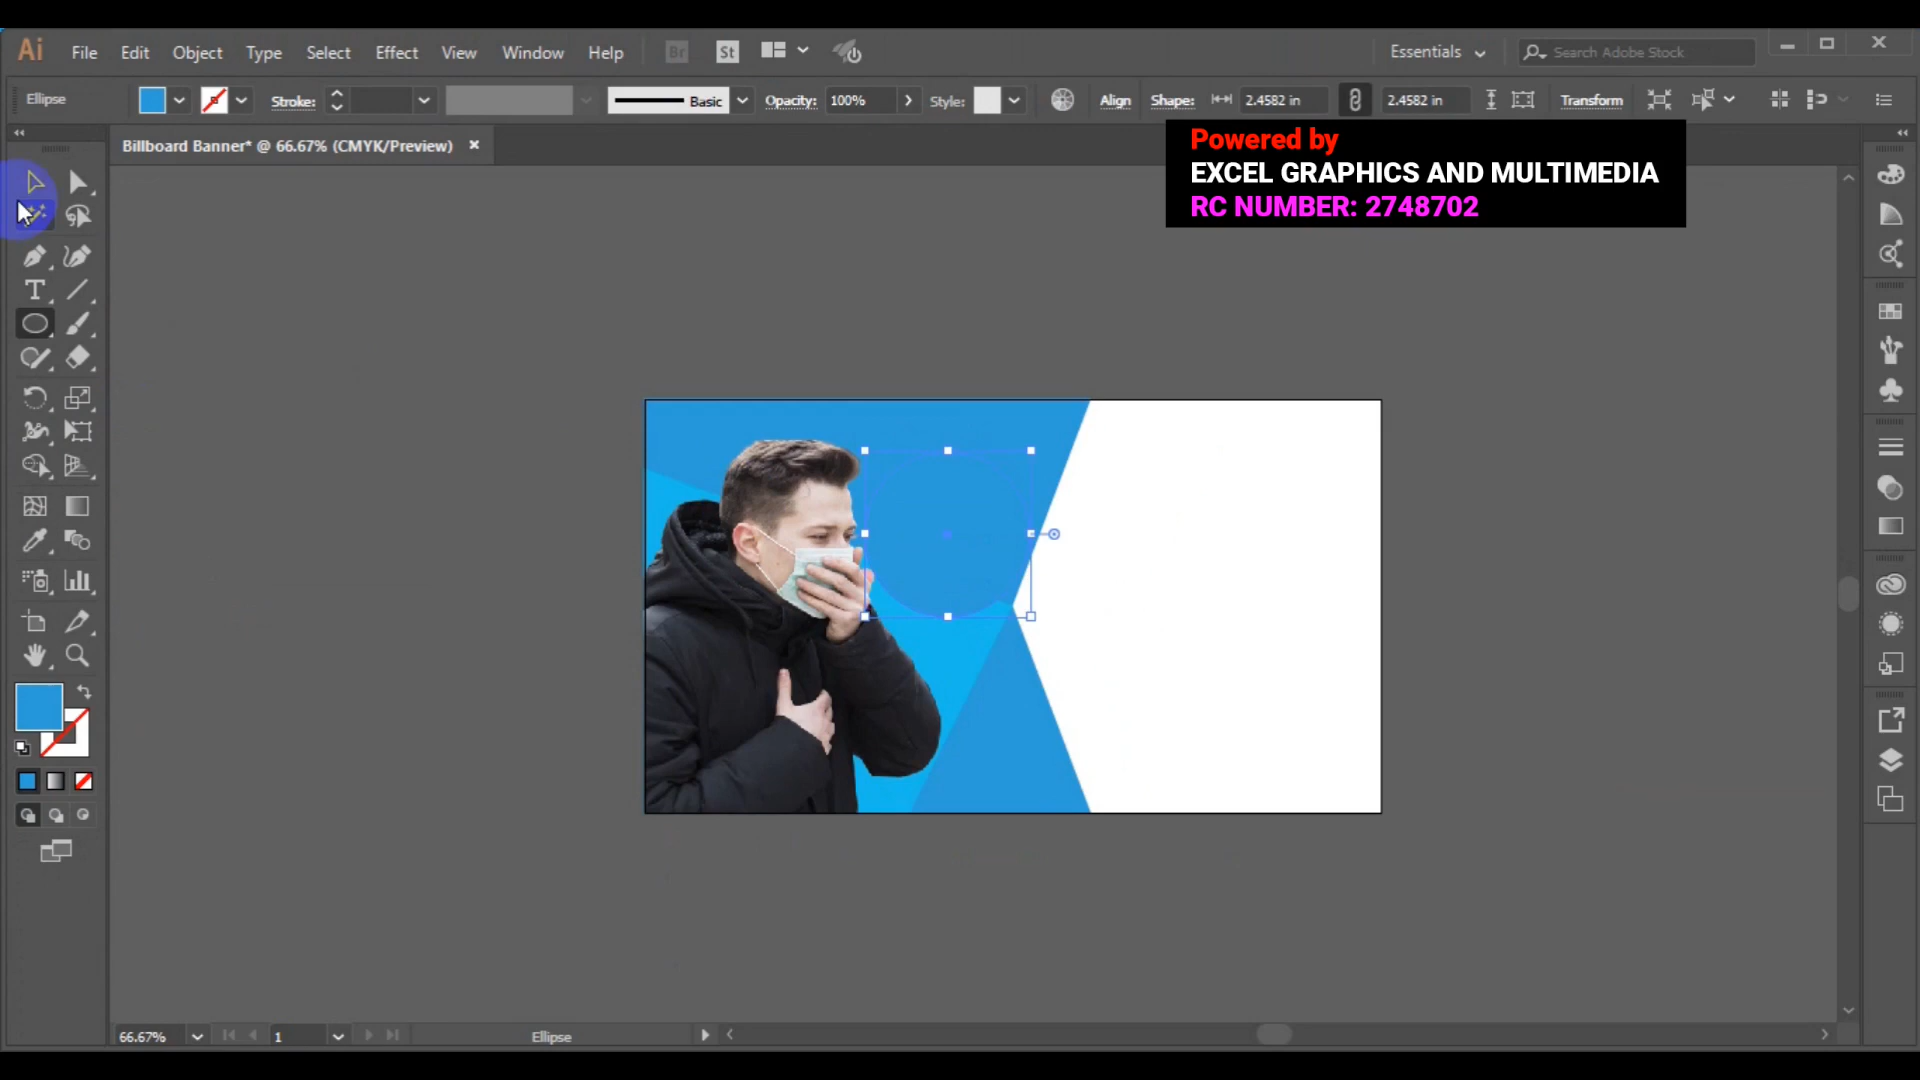 Ai File Edit Object Type Select Effect View Window Help Br St Essentials Search Adobe Stock
Ellipse Stroke: Basic Opacity: 100% Style: Align Shape: 2.4582 in 2.4582 in Transform
Billboard Banner* @ 66.67% (CMYK/Preview)
Powered by
EXCEL GRAPHICS AND MULTIMEDIA
RC NUMBER: 2748702
66.67% 1 Ellipse